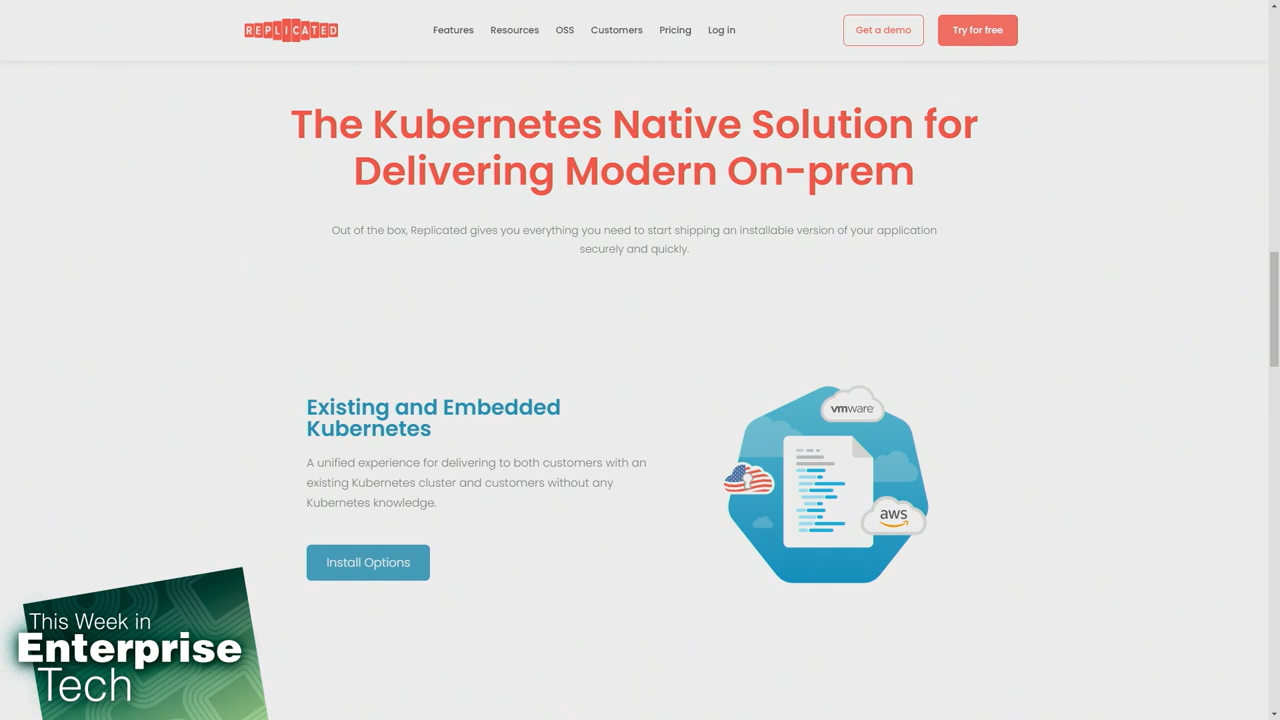 REPLICATED
Features Resources OSS Customers Pricing Log in
Get a demo Try for free
The Kubernetes Native Solution for
Delivering Modern On-prem
Out of the box, Replicated gives you everything you need to start shipping an installable version of your application
securely and quickly.
Existing and Embedded
Kubernetes
A unified experience for delivering to both customers with an
existing Kubernetes cluster and customers without any
Kubernetes knowledge.
Install Options
vmware
aws
This Week in
Enterprise
Tech